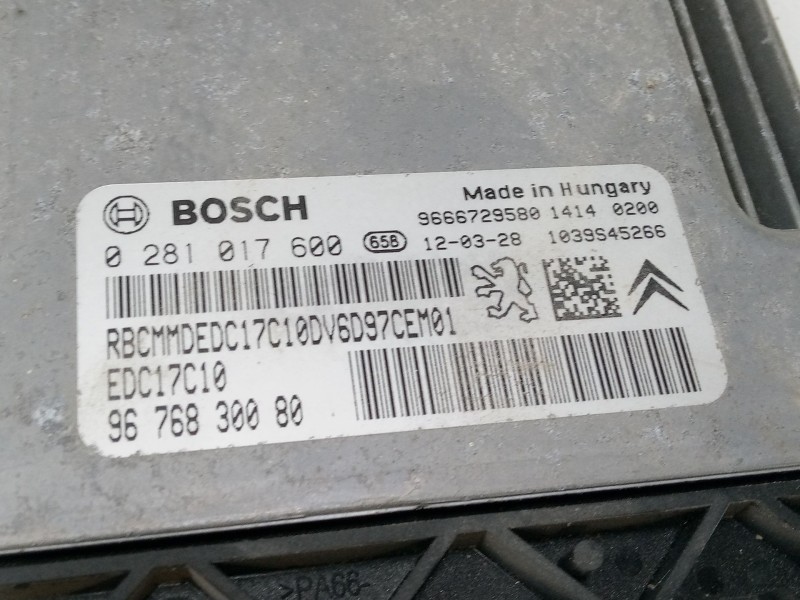 BOSCH
Made in Hungary
9666729580 1414 0200
0 281 017 600 658 12-03-28 1039S45266
RBCMMDEDC17C10DV6D97CEM01
EDC17C10
96 768 300 80
>PA66-